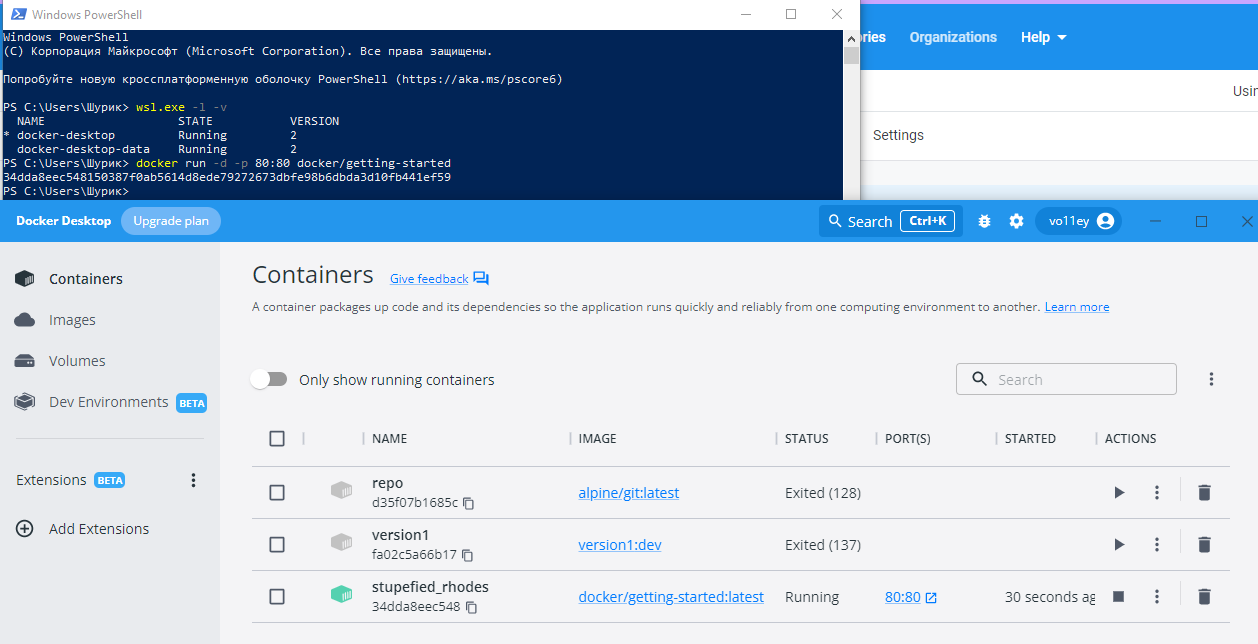 Windows PowerShell
Windows PowerShell
(C) Корпорация Майкрософт (Microsoft Corporation). Все права защищены.
Попробуйте новую кроссплатформенную оболочку PowerShell (https://aka.ms/pscore6)
PS C:\Users\Шурик> wsl.exe -l -v
NAME STATE VERSION
* docker-desktop Running 2
docker-desktop-data Running 2
PS C:\Users\Шурик> docker run -d -p 80:80 docker/getting-started
34dda8eec548150387f0ab5614d8ede79272673dbfe98b6dbda3d10fb441ef59
PS C:\Users\Шурик>
ries Organizations Help
Usin
Settings
Docker Desktop Upgrade plan Search Ctrl+K vo11ey
Containers
Images
Volumes
Dev Environments BETA
Extensions BETA
Add Extensions
Containers Give feedback
A container packages up code and its dependencies so the application runs quickly and reliably from one computing environment to another. Learn more
Only show running containers Search
NAME IMAGE STATUS PORT(S) STARTED ACTIONS
repo
d35f07b1685c alpine/git:latest Exited (128)
version1
fa02c5a66b17 version1:dev Exited (137)
stupefied_rhodes
34dda8eec548 docker/getting-started:latest Running 80:80 30 seconds ag